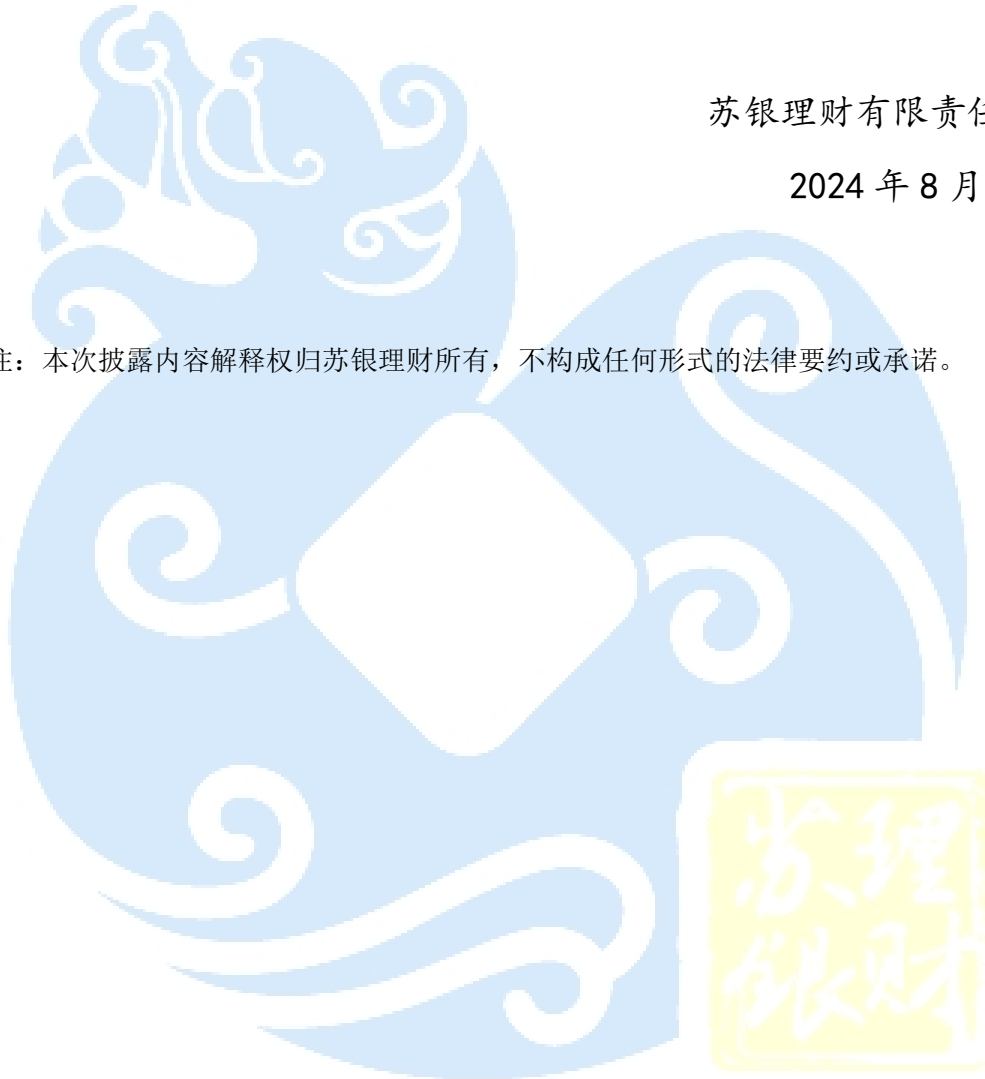 苏银理财有限责任
2024 年 8 月
注：本次披露内容解释权归苏银理财所有，不构成任何形式的法律要约或承诺。
苏理
银财